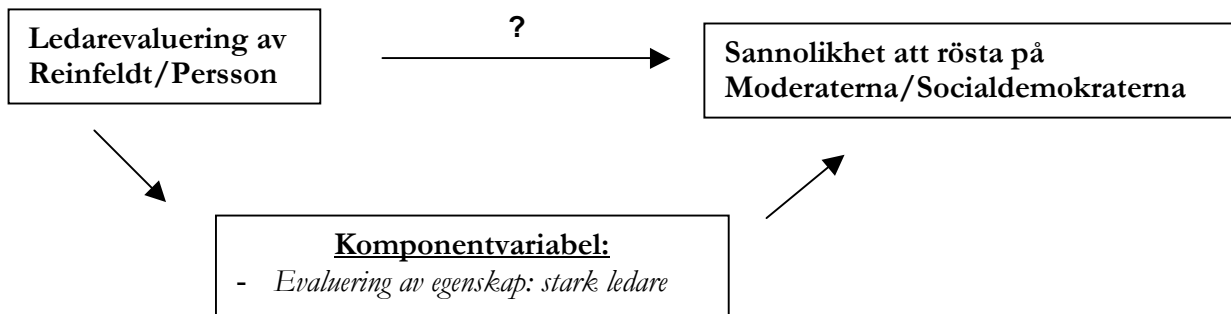 ?
Ledarevaluering av
Reinfeldt/Persson
Sannolikhet att rösta på
Moderaterna/Socialdemokraterna
Komponentvariabel:
- Evaluering av egenskap: stark ledare